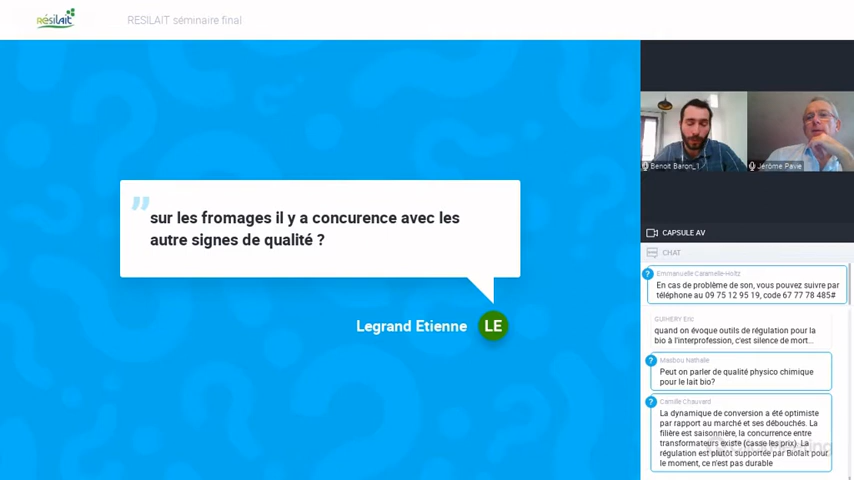 résilait
RESILAIT séminaire final
sur les fromages il y a concurence avec les
autre signes de qualité ?
Legrand Etienne
LE
Benoit Baron_1
Jérôme Pavie
CAPSULE AV
CHAT
?
Emmanuelle Caramelle-Holtz
En cas de problème de son, vous pouvez suivre par
téléphone au 09 75 12 95 19, code 67 77 78 485#
GUIHERY Eric
quand on évoque outils de régulation pour la
bio à l'interprofession, c'est silence de mort...
?
Masbou Nathalie
Peut on parler de qualité physico chimique
pour le lait bio?
?
Camille Chauvard
La dynamique de conversion a été optimiste
par rapport au marché et ses débouchés. La
filière est saisonnière, la concurrence entre
transformateurs existe (casse les prix). La
régulation est plutôt supportée par Biolait pour
le moment, ce n'est pas durable